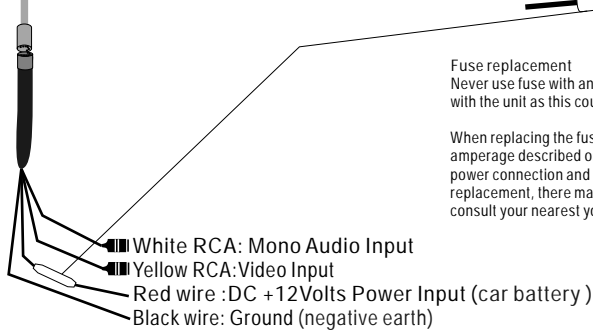 Fuse replacement
Never use fuse with an
with the unit as this cou
When replacing the fus
amperage described o
power connection and
replacement, there ma
consult your nearest yo
White RCA: Mono Audio Input
Yellow RCA:Video Input
Red wire :DC +12Volts Power Input (car battery )
Black wire: Ground (negative earth)